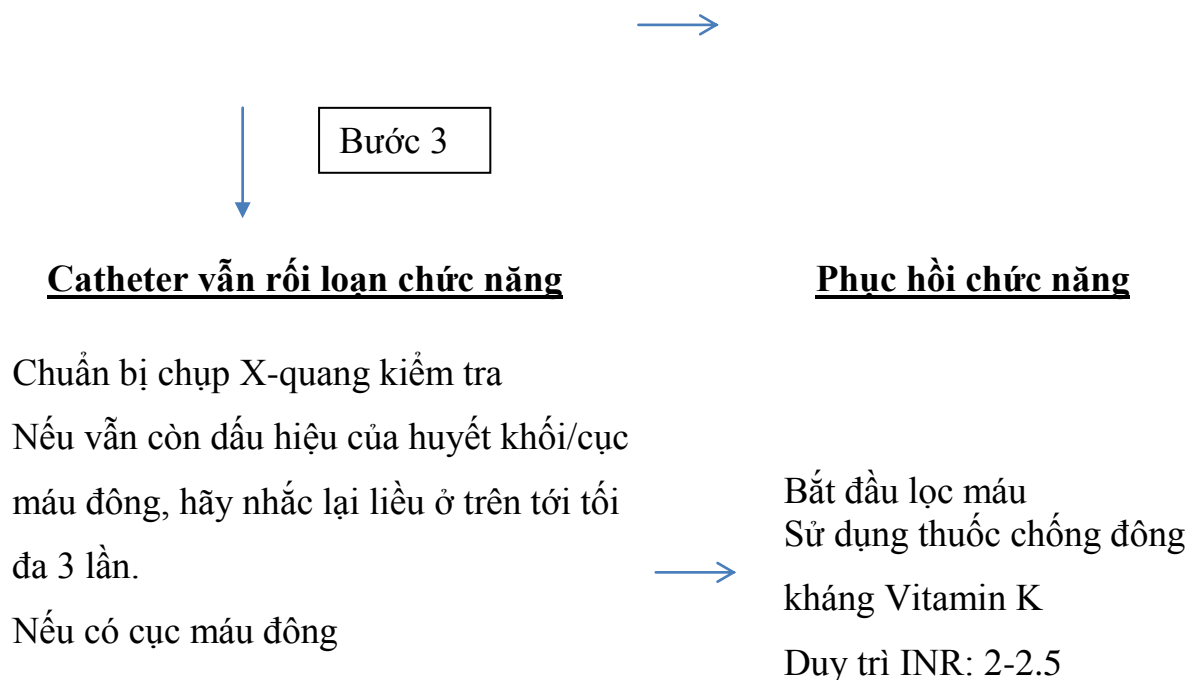 Bước 3
Catheter vẫn rối loạn chức năng
Phục hồi chức năng
Chuẩn bị chụp X-quang kiểm tra
Nếu vẫn còn dấu hiệu của huyết khối/cục
máu đông, hãy nhắc lại liều ở trên tới tối
đa 3 lần.
Nếu có cục máu đông
Bắt đầu lọc máu
Sử dụng thuốc chống đông
kháng Vitamin K
Duy trì INR: 2-2.5